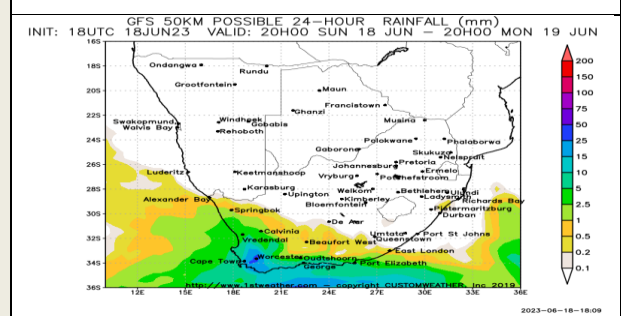 GFS 50KM POSSIBLE 24-HOUR RAINFALL (mm)
INIT: 18UTC 18JUN23 VALID: 20H00 SUN 18 JUN – 20H00 MON 19 JUN
16S
18S
20S
22S
24S
26S
28S
30S
32S
34S
36S
Ondangwa
Rundu
Grootfontein
Maun
Francistown
Ghanzi
Windhoek
Gobabis
Swakopmund
Walvis Bay
Rehoboth
Musina
Polokwane
Phalaborwa
Gaborone
Skukuza
Nelspruit
Johannesburg
Pretoria
Ermelo
Luderitz
Keetmanshoop
Vryburg
Potchefstroom
Karasburg
Upington
Welkom
Kimberley
Bethlehem
Ulundi
Ladysmith
Alexander Bay
Bloemfontein
Richards Bay
Springbok
Pietermaritzburg
Durban
De Aar
Calvinia
Vredendal
Umtata
Port St Johns
Beaufort West
Queenstown
East London
Cape Town
Worcester
Oudtshoorn
George
Port Elizabeth
http://www.1stweather.com – copyright CUSTOMWEATHER, Inc 2019
12E
15E
18E
21E
24E
27E
30E
33E
36E
200
150
100
75
50
25
15
10
5
2.5
1
0.5
0.2
0.1
2023-06-18-18:09